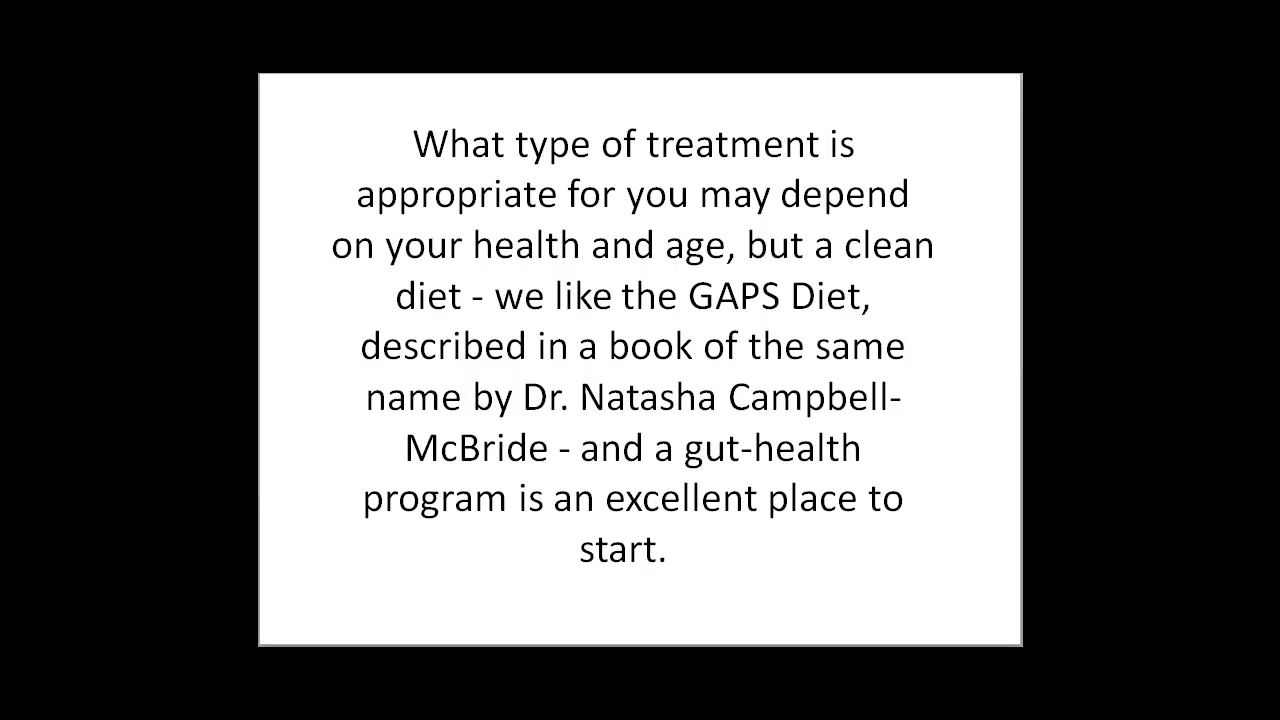 What type of treatment is
appropriate for you may depend
on your health and age, but a clean
diet - we like the GAPS Diet,
described in a book of the same
name by Dr. Natasha Campbell-
McBride - and a gut-health
program is an excellent place to
start.